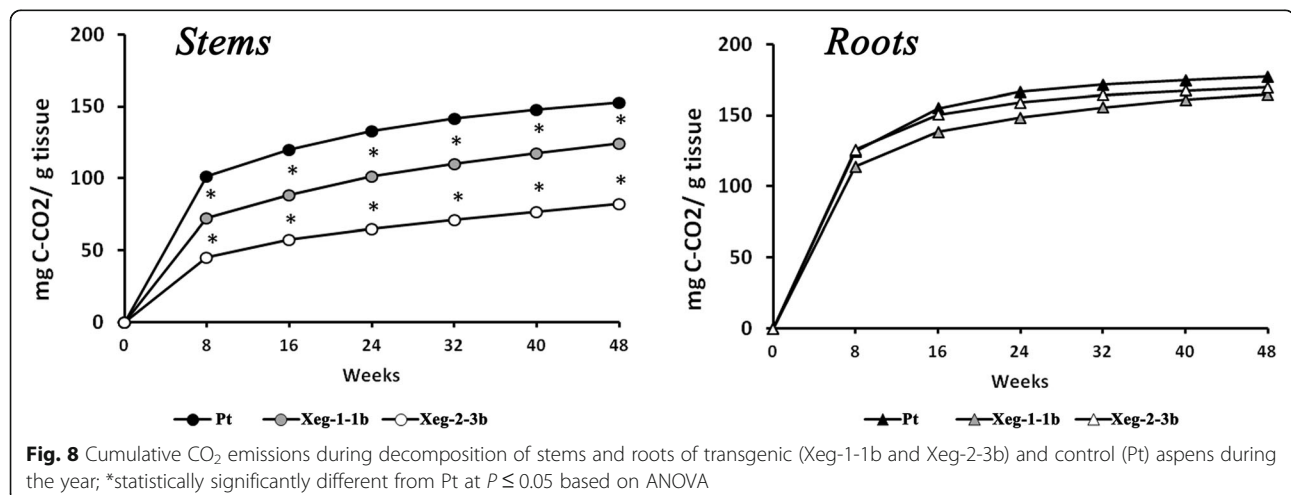 Stems
200
150
100
50
0
mg C-CO2/ g tissue
* * * * * *
* * * * * *
0 8 16 24 32 40 48
Weeks
Pt Xeg-1-1b Xeg-2-3b
Roots
200
150
100
50
0
mg C-CO2/ g tissue
0 8 16 24 32 40 48
Weeks
Pt Xeg-1-1b Xeg-2-3b
Fig. 8 Cumulative CO₂ emissions during decomposition of stems and roots of transgenic (Xeg-1-1b and Xeg-2-3b) and control (Pt) aspens during
the year; *statistically significantly different from Pt at P ≤ 0.05 based on ANOVA